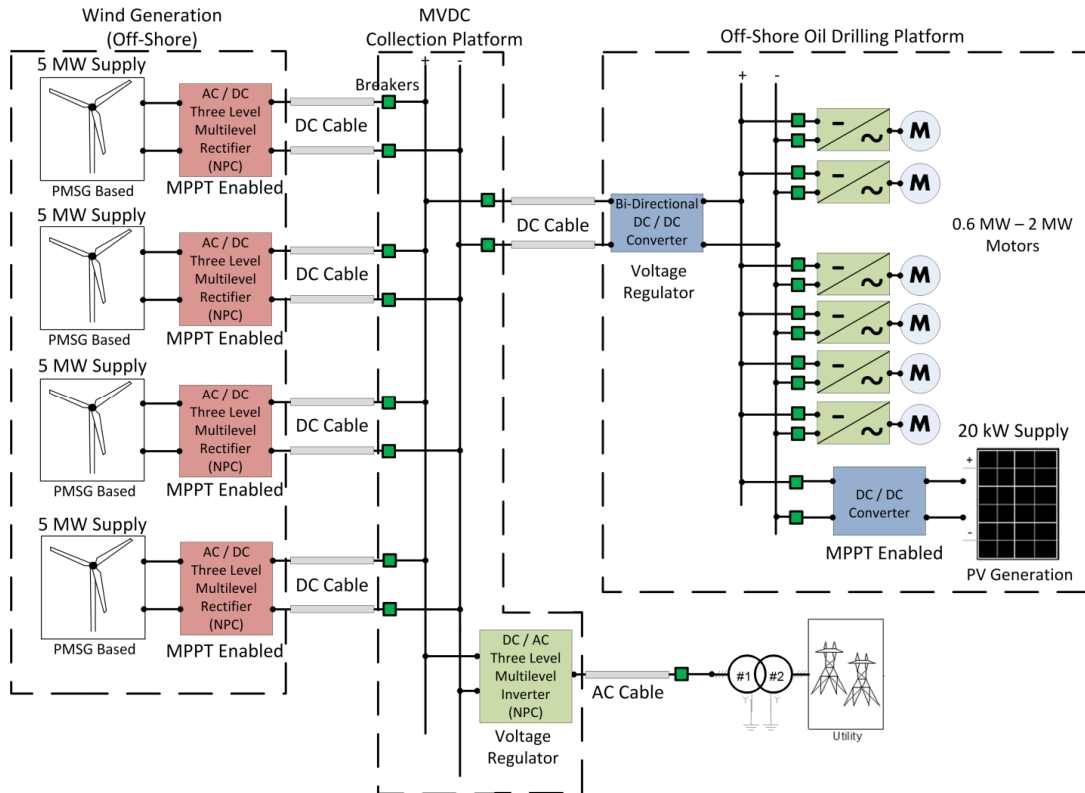 Wind Generation
(Off-Shore)
5 MW Supply
PMSG Based
AC / DC
Three Level
Multilevel
Rectifier
(NPC)
MPPT Enabled
DC Cable
5 MW Supply
PMSG Based
AC / DC
Three Level
Multilevel
Rectifier
(NPC)
MPPT Enabled
DC Cable
5 MW Supply
PMSG Based
AC / DC
Three Level
Multilevel
Rectifier
(NPC)
MPPT Enabled
DC Cable
5 MW Supply
PMSG Based
AC / DC
Three Level
Multilevel
Rectifier
(NPC)
MPPT Enabled
DC Cable
MVDC
Collection Platform
+ -
Breakers
DC Cable
DC / AC
Three Level
Multilevel
Inverter
(NPC)
Voltage
Regulator
AC Cable
#1 #2
Utility
Off-Shore Oil Drilling Platform
+ -
Bi-Directional
DC / DC
Converter
Voltage
Regulator
- ~ M
- ~ M
0.6 MW – 2 MW
Motors
- ~ M
- ~ M
- ~ M
- ~ M
20 kW Supply
+
-
DC / DC
Converter
MPPT Enabled
PV Generation